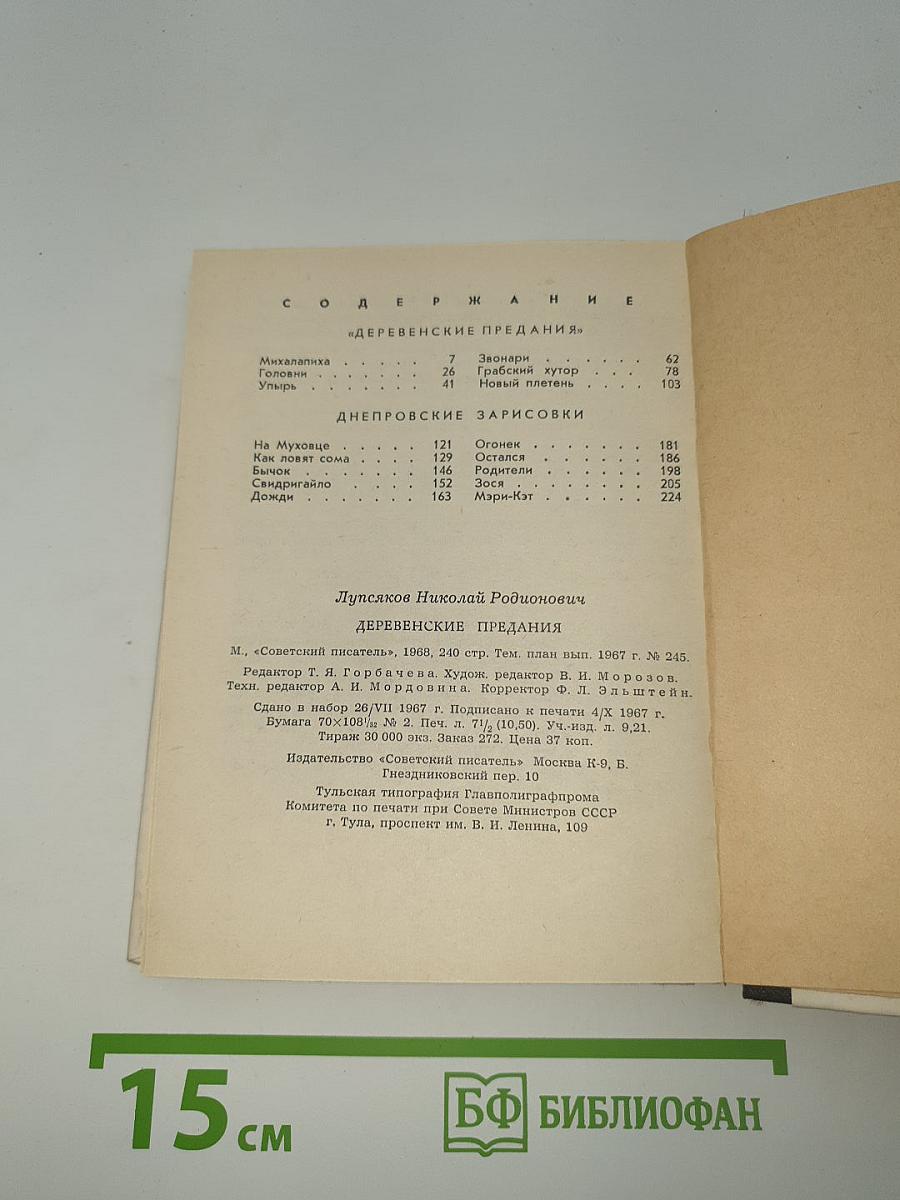 СОДЕРЖАНИЕ
«ДЕРЕВЕНСКИЕ ПРЕДАНИЯ»
Михалапиха . . . . . 7
Головни . . . . . . . 26
Упырь . . . . . . . 41
Звонари . . . . . . 62
Грабский хутор . . . 78
Новый плетень . . . . 103
ДНЕПРОВСКИЕ ЗАРИСОВКИ
На Муховце . . . . . 121
Как ловят сома . . . . 129
Бычок . . . . . . . 146
Свидригайло . . . . 152
Дожди . . . . . . . 163
Огонек . . . . . . . 181
Остался . . . . . . . 186
Родители . . . . . . 198
Зося . . . . . . . . 205
Мэри-Кэт . . . . . . 224
Лупсяков Николай Родионович
ДЕРЕВЕНСКИЕ ПРЕДАНИЯ
М., «Советский писатель», 1968, 240 стр. Тем. план вып. 1967 г. № 245.
Редактор Т. Я. Горбачева. Худож. редактор В. И. Морозов.
Техн. редактор А. И. Мордовина. Корректор Ф. Л. Эльштейн.
Сдано в набор 26/VII 1967 г. Подписано к печати 4/X 1967 г.
Бумага 70×108¹/₃₂ № 2. Печ. л. 7¹/₂ (10,50). Уч.-изд. л. 9,21.
Тираж 30 000 экз. Заказ 272. Цена 37 коп.
Издательство «Советский писатель» Москва К-9, Б.
Гнездниковский пер. 10
Тульская типография Главполиграфпрома
Комитета по печати при Совете Министров СССР
г. Тула, проспект им. В. И. Ленина, 109
15 см
БФ БИБЛИОФАН